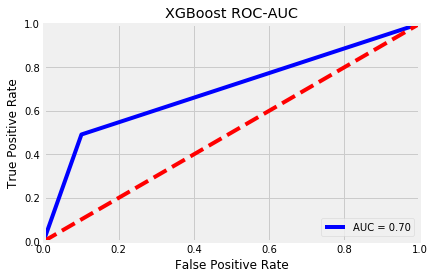 XGBoost ROC-AUC
1.0
0.8
0.6
0.4
0.2
0.0
True Positive Rate
AUC = 0.70
0.0 0.2 0.4 0.6 0.8 1.0
False Positive Rate